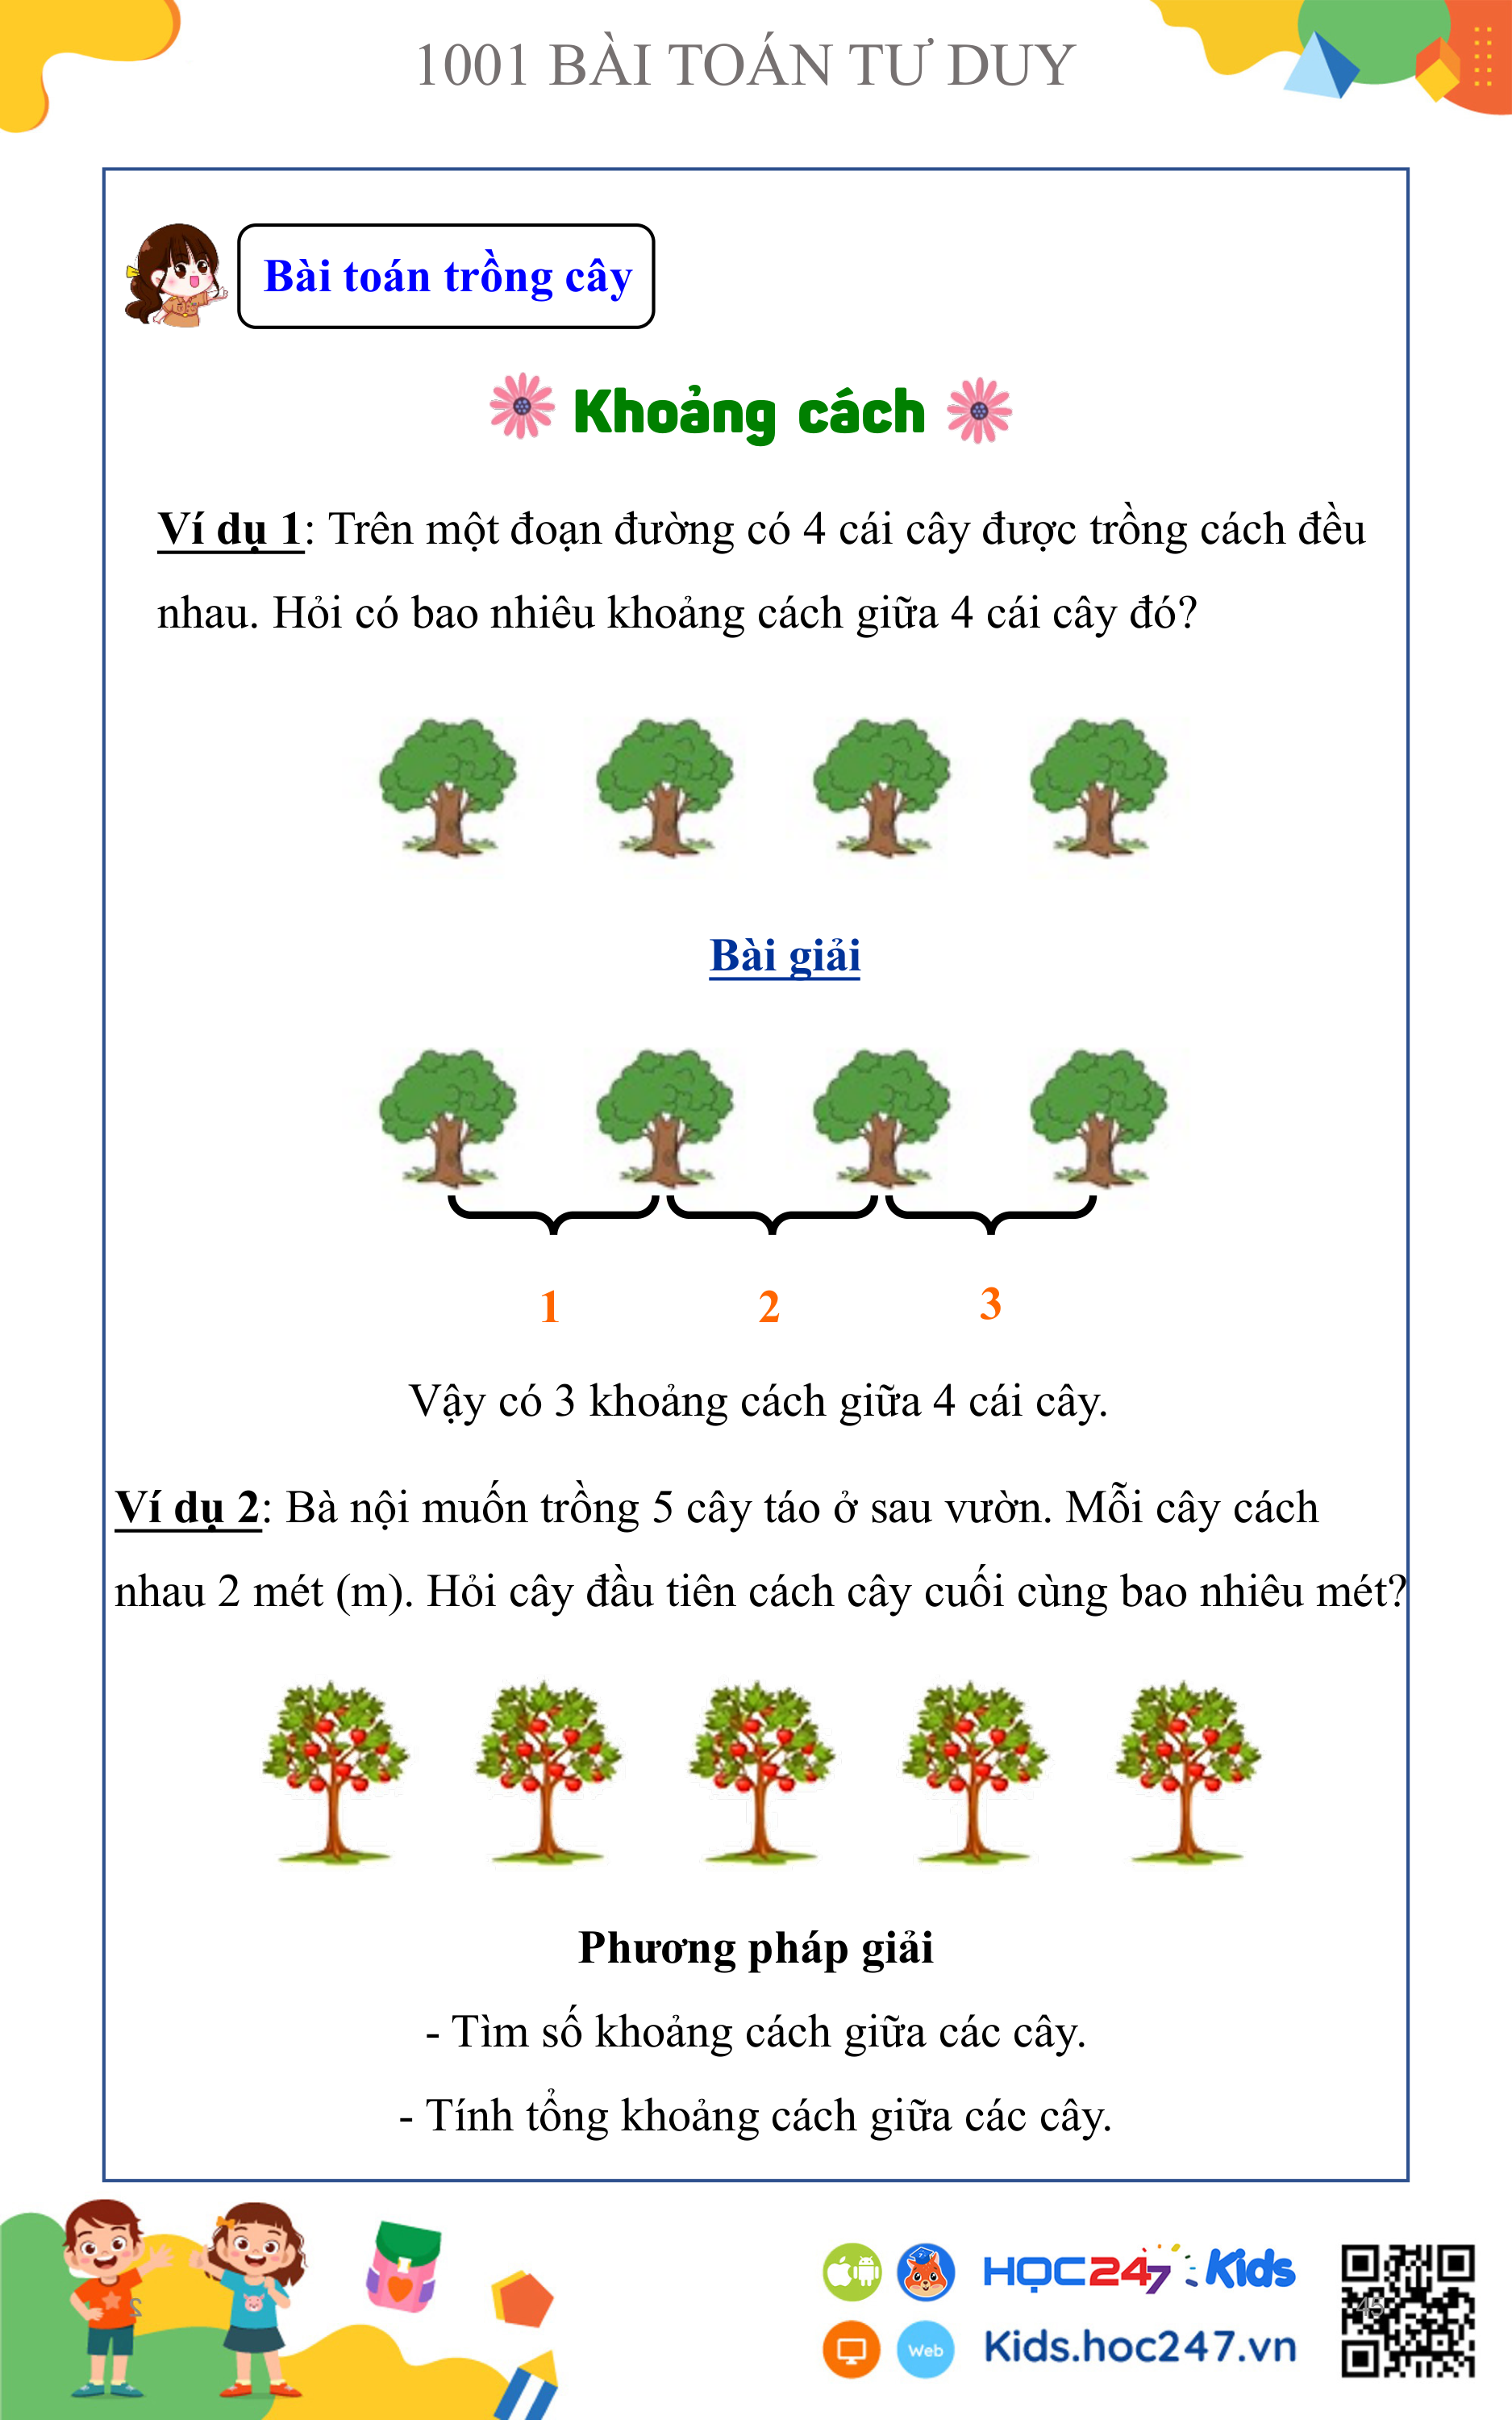 1001 BÀI TOÁN TƯ DUY
Bài toán trồng cây
Khoảng cách
Ví dụ 1: Trên một đoạn đường có 4 cái cây được trồng cách đều
nhau. Hỏi có bao nhiêu khoảng cách giữa 4 cái cây đó?
Bài giải
1 2 3
Vậy có 3 khoảng cách giữa 4 cái cây.
Ví dụ 2: Bà nội muốn trồng 5 cây táo ở sau vườn. Mỗi cây cách
nhau 2 mét (m). Hỏi cây đầu tiên cách cây cuối cùng bao nhiêu mét?
Phương pháp giải
- Tìm số khoảng cách giữa các cây.
- Tính tổng khoảng cách giữa các cây.
HỌC247 Kids
45
Web Kids.hoc247.vn
2